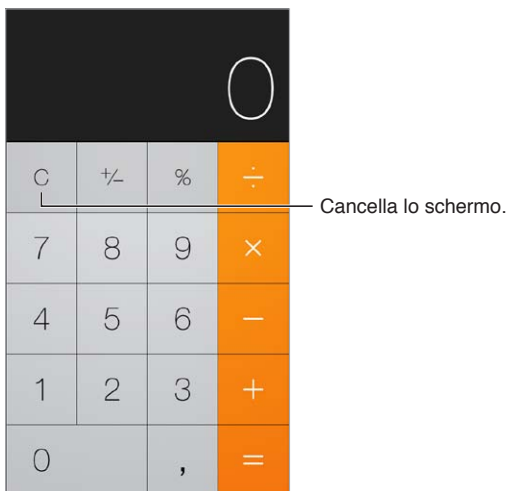 0
C +/− % ÷
Cancella lo schermo.
7 8 9 ×
4 5 6 −
1 2 3 +
0 , =